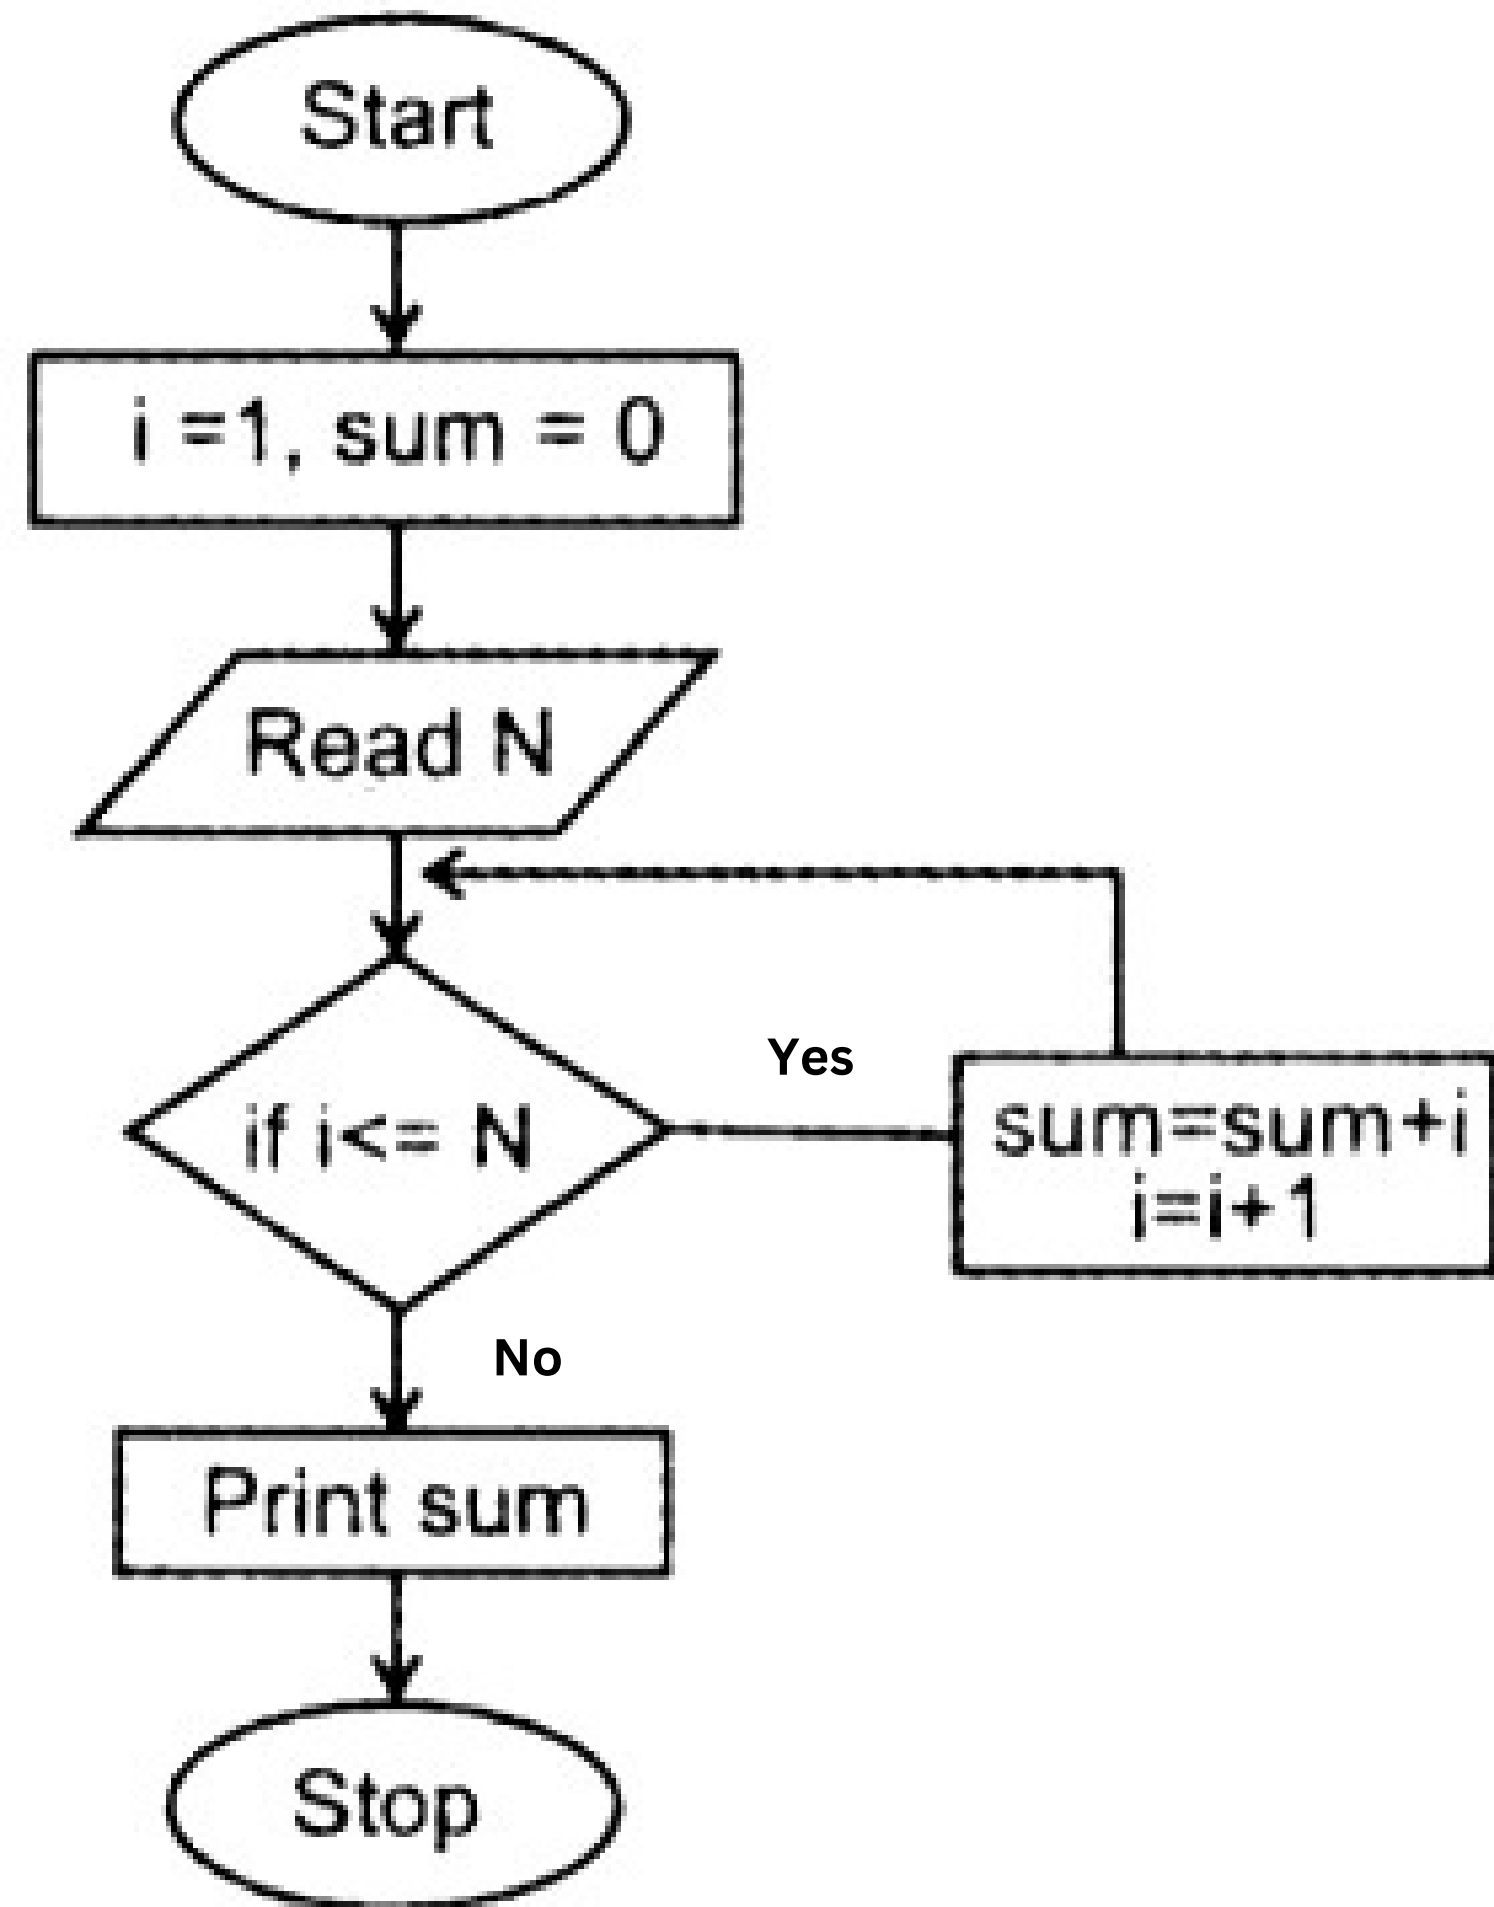 Start
i =1, sum = 0
Read N
if i<= N
Yes
sum=sum+i
i=i+1
No
Print sum
Stop